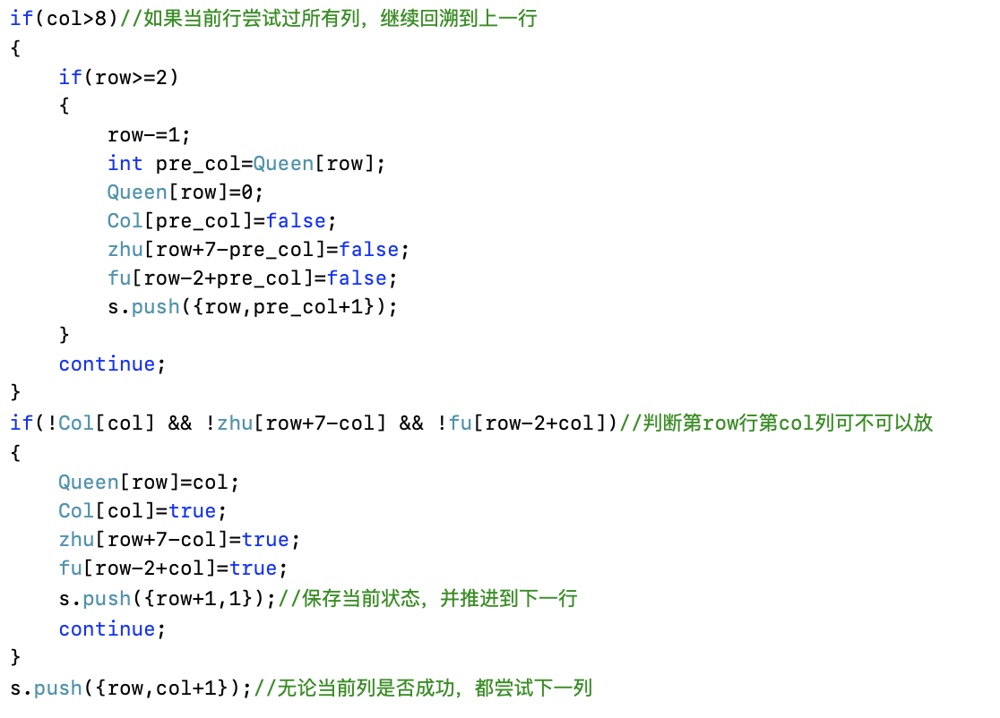 if(col>8)//如果当前行尝试过所有列，继续回溯到上一行
{
    if(row>=2)
    {
        row-=1;
        int pre_col=Queen[row];
        Queen[row]=0;
        Col[pre_col]=false;
        zhu[row+7-pre_col]=false;
        fu[row-2+pre_col]=false;
        s.push({row,pre_col+1});
    }
    continue;
}
if(!Col[col] && !zhu[row+7-col] && !fu[row-2+col])//判断第row行第col列可不可以放
{
    Queen[row]=col;
    Col[col]=true;
    zhu[row+7-col]=true;
    fu[row-2+col]=true;
    s.push({row+1,1});//保存当前状态，并推进到下一行
    continue;
}
s.push({row,col+1});//无论当前列是否成功，都尝试下一列